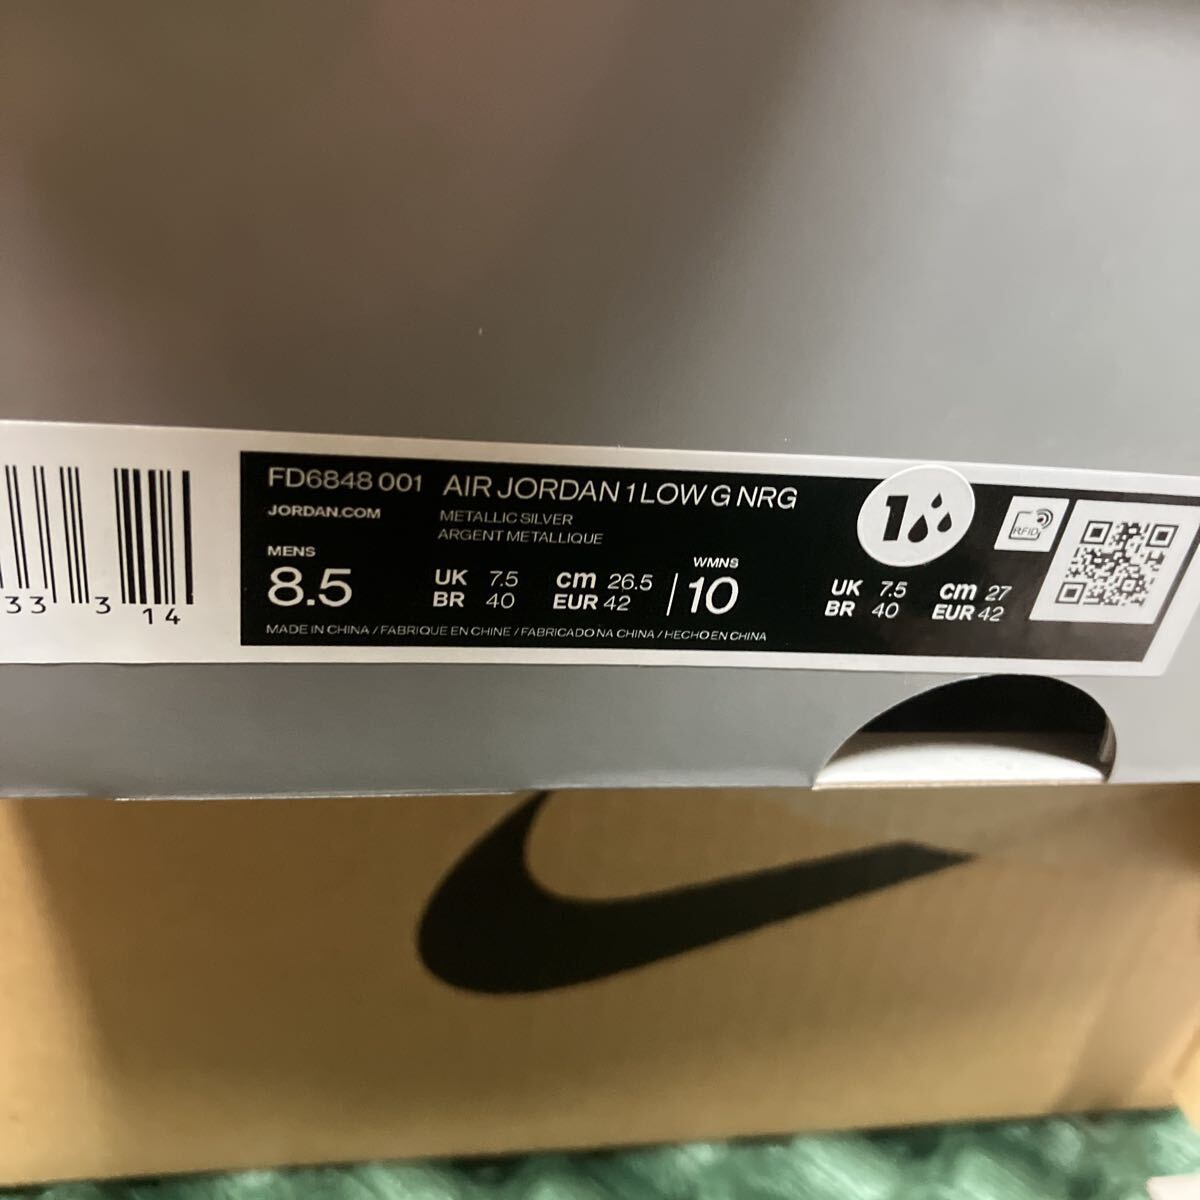 FD6848 001 AIR JORDAN 1 LOW G NRG
JORDAN.COM
METALLIC SILVER
ARGENT METALLIQUE
MENS
8.5
UK 7.5
BR 40
cm 26.5
EUR 42
WMNS
10
UK 7.5
BR 40
cm 27
EUR 42
MADE IN CHINA / FABRIQUE EN CHINE / FABRICADO NA CHINA / HECHO EN CHINA
1
RFID
33 3 14